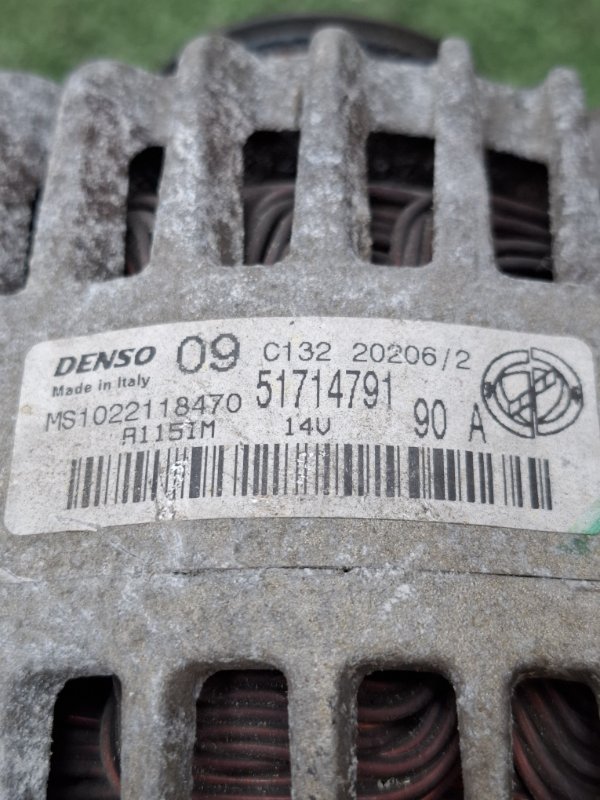 DENSO 09 C132 20206/2
Made in Italy
MS1022118470 51714791 90 A
A115IM 14V